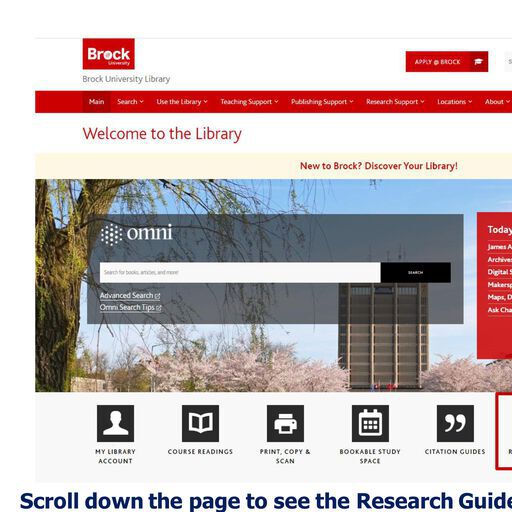 Brock
University
Brock University Library
APPLY @ BROCK
Main Search Use the Library Teaching Support Publishing Support Research Support Locations About
Welcome to the Library
New to Brock? Discover Your Library!
omni
Search for books, articles, and more!
SEARCH
Advanced Search
Omni Search Tips
Today
James A
Archives
Digital S
Makersp
Maps, D
Ask Cha
MY LIBRARY
ACCOUNT
COURSE READINGS
PRINT, COPY &
SCAN
BOOKABLE STUDY
SPACE
CITATION GUIDES
R
Scroll down the page to see the Research Guide